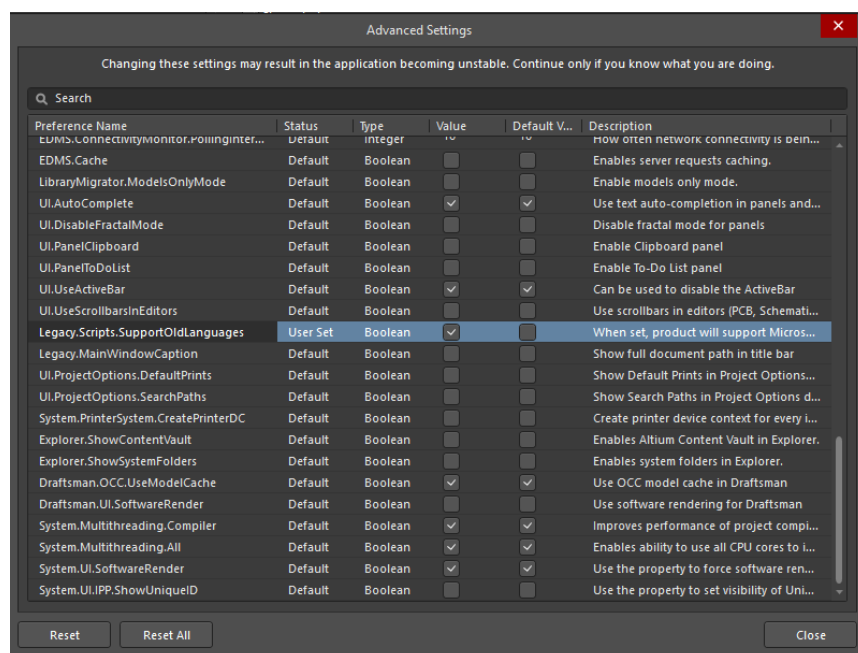 Advanced Settings
Changing these settings may result in the application becoming unstable. Continue only if you know what you are doing.
Search
Preference Name Status Type Value Default V... Description
EDMS.ConnectivityMonitor.PollingInter... Default Integer 10 10 How often network connectivity is bein...
EDMS.Cache Default Boolean Enables server requests caching.
LibraryMigrator.ModelsOnlyMode Default Boolean Enable models only mode.
UI.AutoComplete Default Boolean Use text auto-completion in panels and...
UI.DisableFractalMode Default Boolean Disable fractal mode for panels
UI.PanelClipboard Default Boolean Enable Clipboard panel
UI.PanelToDoList Default Boolean Enable To-Do List panel
UI.UseActiveBar Default Boolean Can be used to disable the ActiveBar
UI.UseScrollbarsInEditors Default Boolean Use scrollbars in editors (PCB, Schemati...
Legacy.Scripts.SupportOldLanguages User Set Boolean When set, product will support Micros...
Legacy.MainWindowCaption Default Boolean Show full document path in title bar
UI.ProjectOptions.DefaultPrints Default Boolean Show Default Prints in Project Options...
UI.ProjectOptions.SearchPaths Default Boolean Show Search Paths in Project Options d...
System.PrinterSystem.CreatePrinterDC Default Boolean Create printer device context for every i...
Explorer.ShowContentVault Default Boolean Enables Altium Content Vault in Explorer.
Explorer.ShowSystemFolders Default Boolean Enables system folders in Explorer.
Draftsman.OCC.UseModelCache Default Boolean Use OCC model cache in Draftsman
Draftsman.UI.SoftwareRender Default Boolean Use software rendering for Draftsman
System.Multithreading.Compiler Default Boolean Improves performance of project compi...
System.Multithreading.All Default Boolean Enables ability to use all CPU cores to i...
System.UI.SoftwareRender Default Boolean Use the property to force software ren...
System.UI.IPP.ShowUniqueID Default Boolean Use the property to set visibility of Uni...
Reset Reset All Close